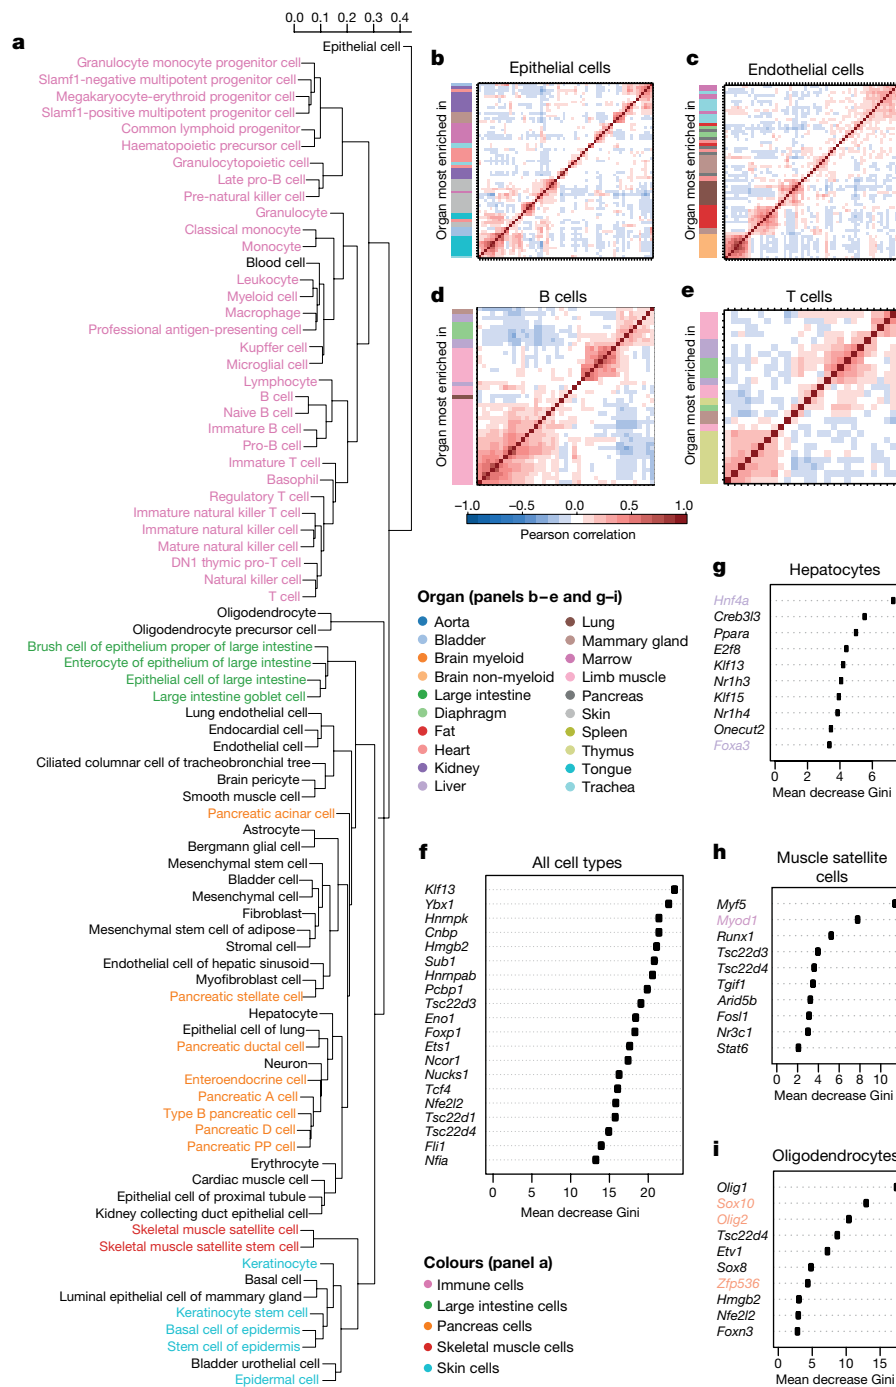 a
0.0 0.1 0.2 0.3 0.4
Epithelial cell
Granulocyte monocyte progenitor cell
Slamf1-negative multipotent progenitor cell
Megakaryocyte-erythroid progenitor cell
Slamf1-positive multipotent progenitor cell
Common lymphoid progenitor
Haematopoietic precursor cell
Granulocytopoietic cell
Late pro-B cell
Pre-natural killer cell
Granulocyte
Classical monocyte
Monocyte
Blood cell
Leukocyte
Myeloid cell
Macrophage
Professional antigen-presenting cell
Kupffer cell
Microglial cell
Lymphocyte
B cell
Naive B cell
Immature B cell
Pro-B cell
Immature T cell
Basophil
Regulatory T cell
Immature natural killer T cell
Immature natural killer cell
Mature natural killer cell
DN1 thymic pro-T cell
Natural killer cell
T cell
Oligodendrocyte
Oligodendrocyte precursor cell
Brush cell of epithelium proper of large intestine
Enterocyte of epithelium of large intestine
Epithelial cell of large intestine
Large intestine goblet cell
Lung endothelial cell
Endocardial cell
Endothelial cell
Ciliated columnar cell of tracheobronchial tree
Brain pericyte
Smooth muscle cell
Pancreatic acinar cell
Astrocyte
Bergmann glial cell
Mesenchymal stem cell
Bladder cell
Mesenchymal cell
Fibroblast
Mesenchymal stem cell of adipose
Stromal cell
Endothelial cell of hepatic sinusoid
Myofibroblast cell
Pancreatic stellate cell
Hepatocyte
Epithelial cell of lung
Pancreatic ductal cell
Neuron
Enteroendocrine cell
Pancreatic A cell
Type B pancreatic cell
Pancreatic D cell
Pancreatic PP cell
Erythrocyte
Cardiac muscle cell
Epithelial cell of proximal tubule
Kidney collecting duct epithelial cell
Skeletal muscle satellite cell
Skeletal muscle satellite stem cell
Keratinocyte
Basal cell
Luminal epithelial cell of mammary gland
Keratinocyte stem cell
Basal cell of epidermis
Stem cell of epidermis
Bladder urothelial cell
Epidermal cell
b
Epithelial cells
Organ most enriched in
c
Endothelial cells
Organ most enriched in
d
B cells
Organ most enriched in
e
T cells
Organ most enriched in
−1.0 −0.5 0.0 0.5 1.0
Pearson correlation
Organ (panels b–e and g–i)
Aorta
Bladder
Brain myeloid
Brain non-myeloid
Large intestine
Diaphragm
Fat
Heart
Kidney
Liver
Lung
Mammary gland
Marrow
Limb muscle
Pancreas
Skin
Spleen
Thymus
Tongue
Trachea
f
All cell types
Klf13
Ybx1
Hnrnpk
Cnbp
Hmgb2
Sub1
Hnrnpab
Pcbp1
Tsc22d3
Eno1
Foxp1
Ets1
Ncor1
Nucks1
Tcf4
Nfe2l2
Tsc22d1
Tsc22d4
Fli1
Nfia
0 5 10 15 20
Mean decrease Gini
Colours (panel a)
Immune cells
Large intestine cells
Pancreas cells
Skeletal muscle cells
Skin cells
g
Hepatocytes
Hnf4a
Creb3l3
Ppara
E2f8
Klf13
Nr1h3
Klf15
Nr1h4
Onecut2
Foxa3
0 2 4 6
Mean decrease Gini
h
Muscle satellite
cells
Myf5
Myod1
Runx1
Tsc22d3
Tsc22d4
Tgif1
Arid5b
Fosl1
Nr3c1
Stat6
0 2 4 6 8 10
Mean decrease Gini
i
Oligodendrocytes
Olig1
Sox10
Olig2
Tsc22d4
Etv1
Sox8
Zfp536
Hmgb2
Nfe2l2
Foxn3
0 5 10 15
Mean decrease Gini